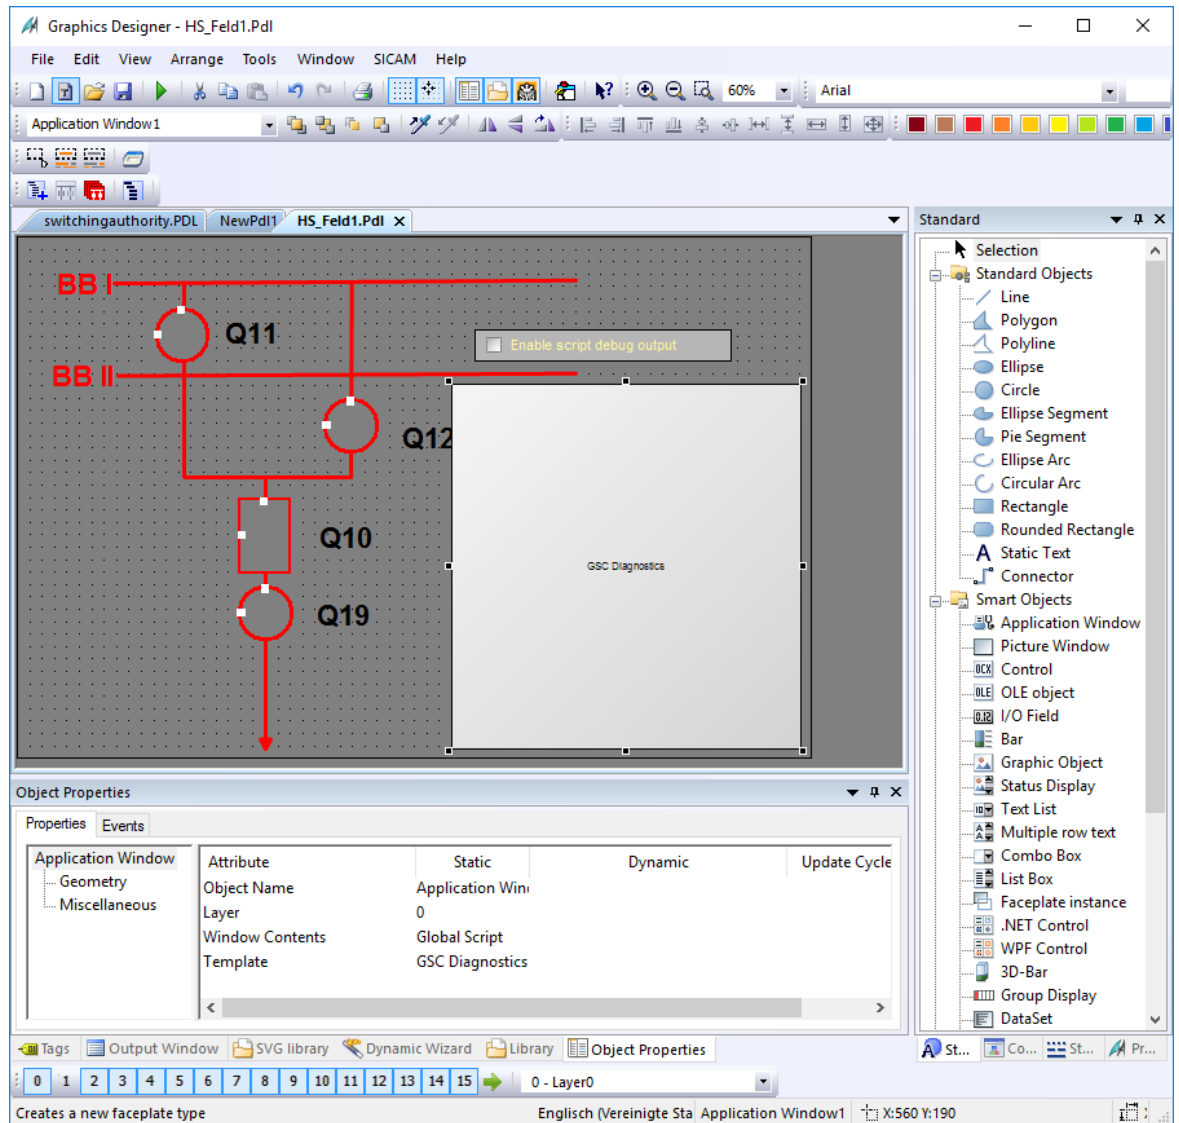 Graphics Designer - HS_Feld1.Pdl
File Edit View Arrange Tools Window SICAM Help
60% Arial
Application Window1
switchingauthority.PDL NewPdl1 HS_Feld1.Pdl
BB I
Q11
Enable script debug output
BB II
Q12
Q10
GSC Diagnostics
Q19
Standard
Selection
Standard Objects
Line
Polygon
Polyline
Ellipse
Circle
Ellipse Segment
Pie Segment
Ellipse Arc
Circular Arc
Rectangle
Rounded Rectangle
A Static Text
Connector
Smart Objects
Application Window
Picture Window
OCX Control
OLE OLE object
0.12 I/O Field
Bar
Graphic Object
Status Display
Text List
Multiple row text
Combo Box
List Box
Faceplate instance
.NET Control
WPF Control
3D-Bar
Group Display
DataSet
Object Properties
Properties Events
Application Window
Geometry
Miscellaneous
Attribute Static Dynamic Update Cycle
Object Name Application Win
Layer 0
Window Contents Global Script
Template GSC Diagnostics
Tags Output Window SVG library Dynamic Wizard Library Object Properties
St... Co... St... Pr...
0 1 2 3 4 5 6 7 8 9 10 11 12 13 14 15 0 - Layer0
Creates a new faceplate type Englisch (Vereinigte Sta Application Window1 X:560 Y:190